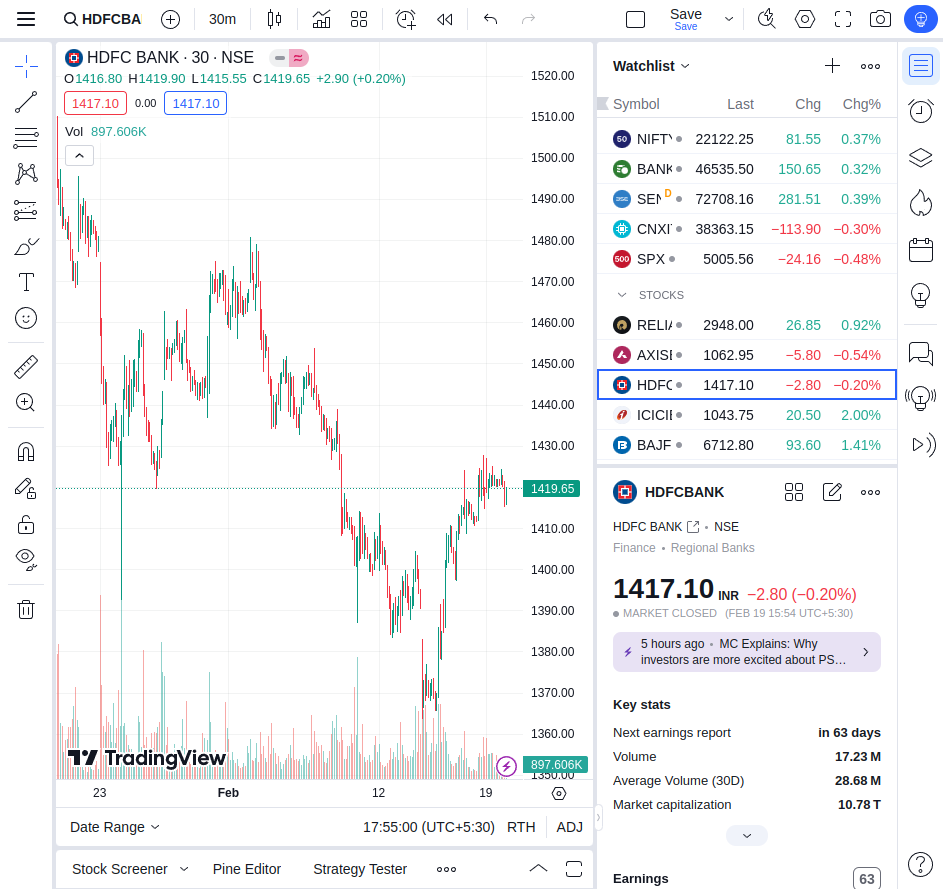 HDFCBA
30m
Save
Save
HDFC BANK · 30 · NSE
O1416.80 H1419.90 L1415.55 C1419.65 +2.90 (+0.20%)
1417.10 0.00 1417.10
Vol 897.606K
1520.00
1510.00
1500.00
1490.00
1480.00
1470.00
1460.00
1450.00
1440.00
1430.00
1419.65
1410.00
1400.00
1390.00
1380.00
1370.00
1360.00
897.606K
1350.00
TradingView
23 Feb 12 19
Date Range 17:55:00 (UTC+5:30) RTH ADJ
Stock Screener Pine Editor Strategy Tester
Watchlist
Symbol Last Chg Chg%
50 NIFTY 22122.25 81.55 0.37%
BANK 46535.50 150.65 0.32%
SEN D 72708.16 281.51 0.39%
CNXI 38363.15 −113.90 −0.30%
500 SPX 5005.56 −24.16 −0.48%
STOCKS
RELIA 2948.00 26.85 0.92%
AXISE 1062.95 −5.80 −0.54%
HDFC 1417.10 −2.80 −0.20%
ICICIE 1043.75 20.50 2.00%
BAJF 6712.80 93.60 1.41%
HDFCBANK
HDFC BANK • NSE
Finance • Regional Banks
1417.10 INR −2.80 (−0.20%)
MARKET CLOSED (FEB 19 15:54 UTC+5:30)
5 hours ago • MC Explains: Why
investors are more excited about PS…
Key stats
Next earnings report in 63 days
Volume 17.23 M
Average Volume (30D) 28.68 M
Market capitalization 10.78 T
Earnings 63